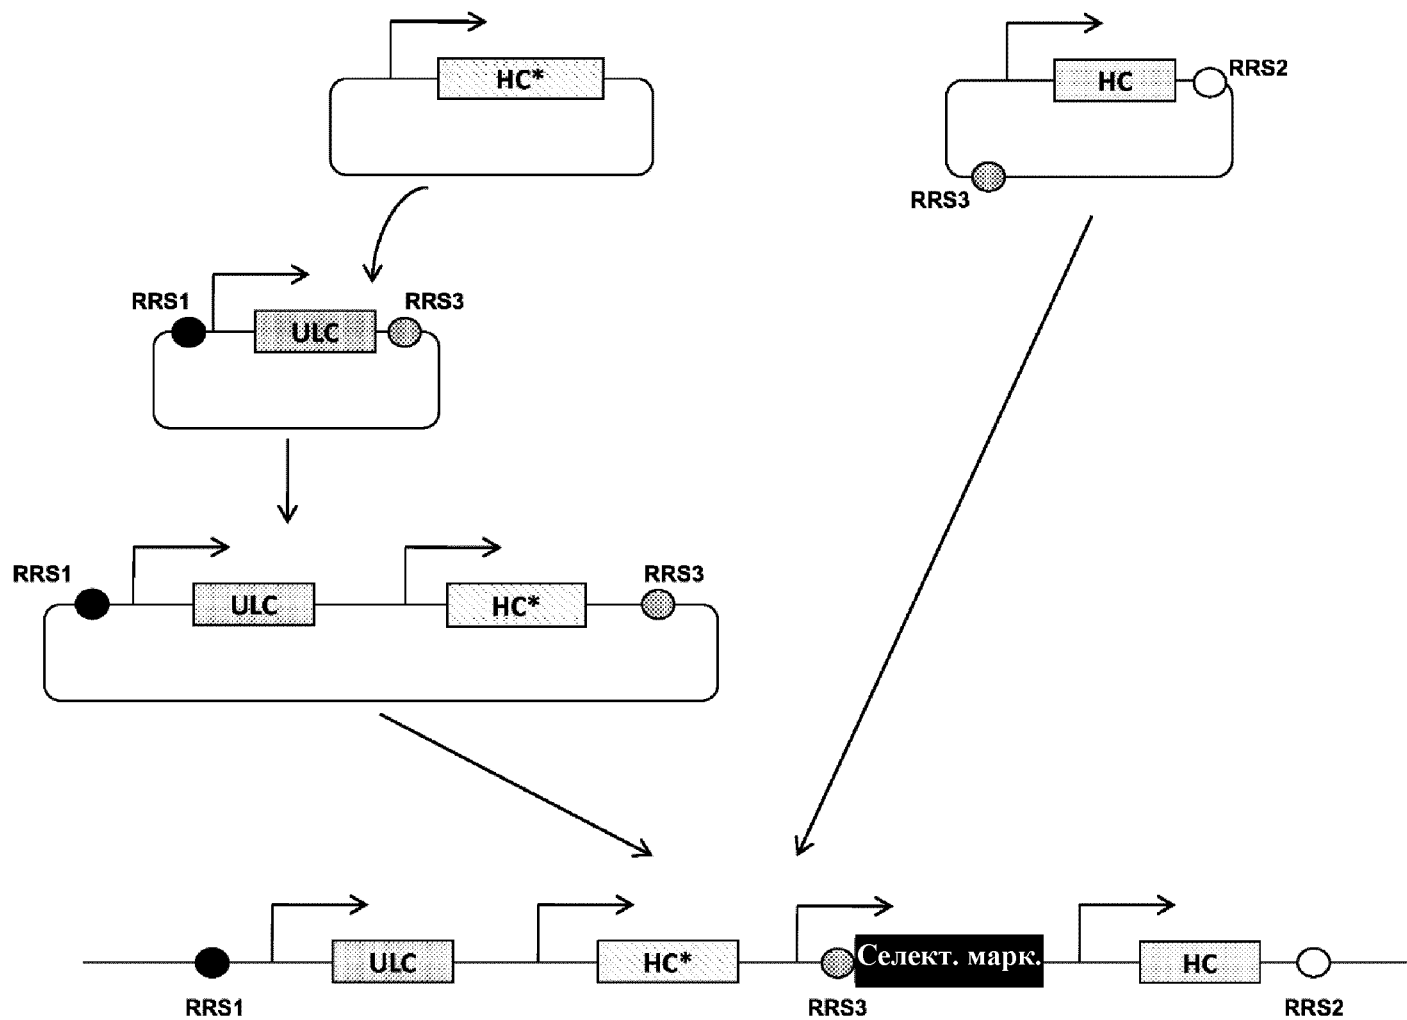 HC*
HC
RRS2
RRS3
RRS1
RRS3
ULC
RRS1
RRS3
ULC
HC*
ULC
HC*
Селект. марк.
HC
RRS1
RRS3
RRS2